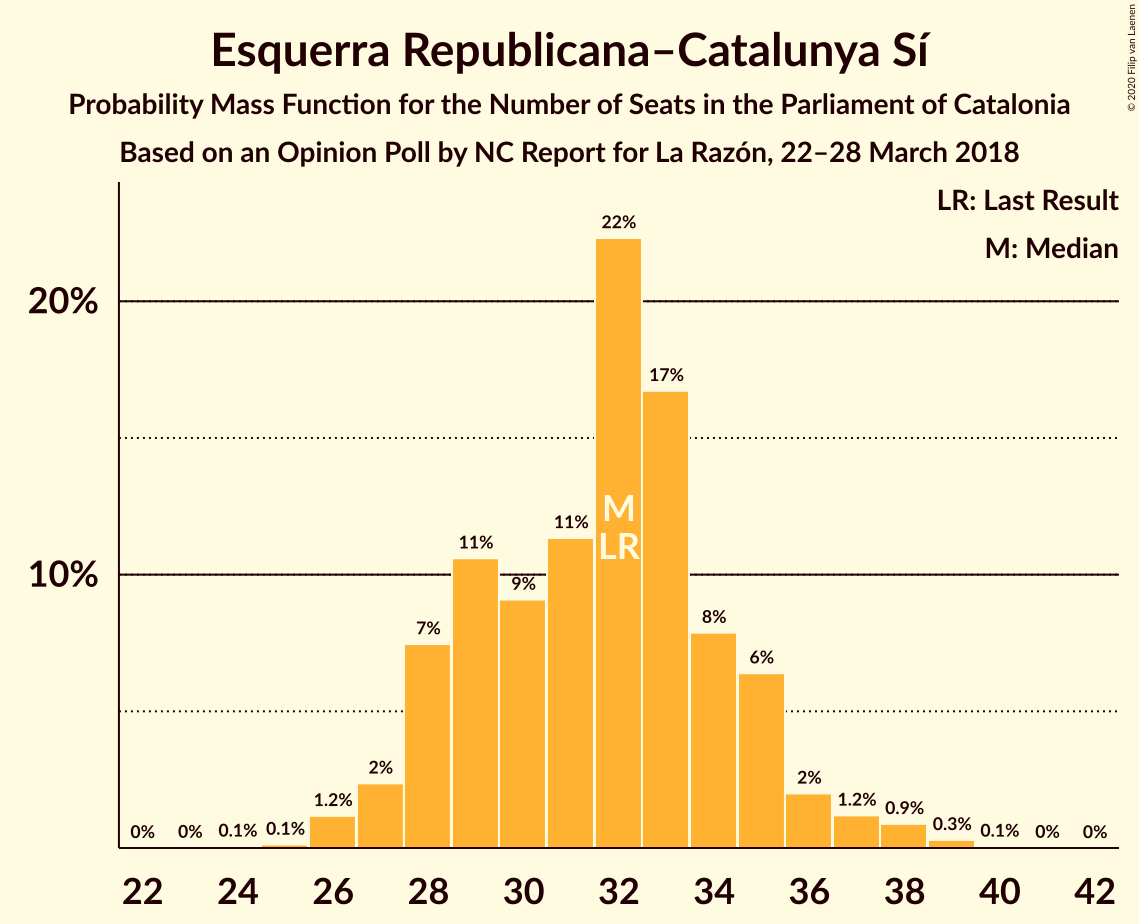 Esquerra Republicana–Catalunya Sí
Probability Mass Function for the Number of Seats in the Parliament of Catalonia
Based on an Opinion Poll by NC Report for La Razón, 22–28 March 2018
© 2020 Filip van Laenen
LR: Last Result
M: Median
22%
20%
17%
M
11%
LR
11%
10%
9%
8%
7%
6%
2%
2%
1.2%
1.2%
0.9%
0%
0%
0.1%
0.1%
0.3%
0.1%
0%
0%
22 24 26 28 30 32 34 36 38 40 42